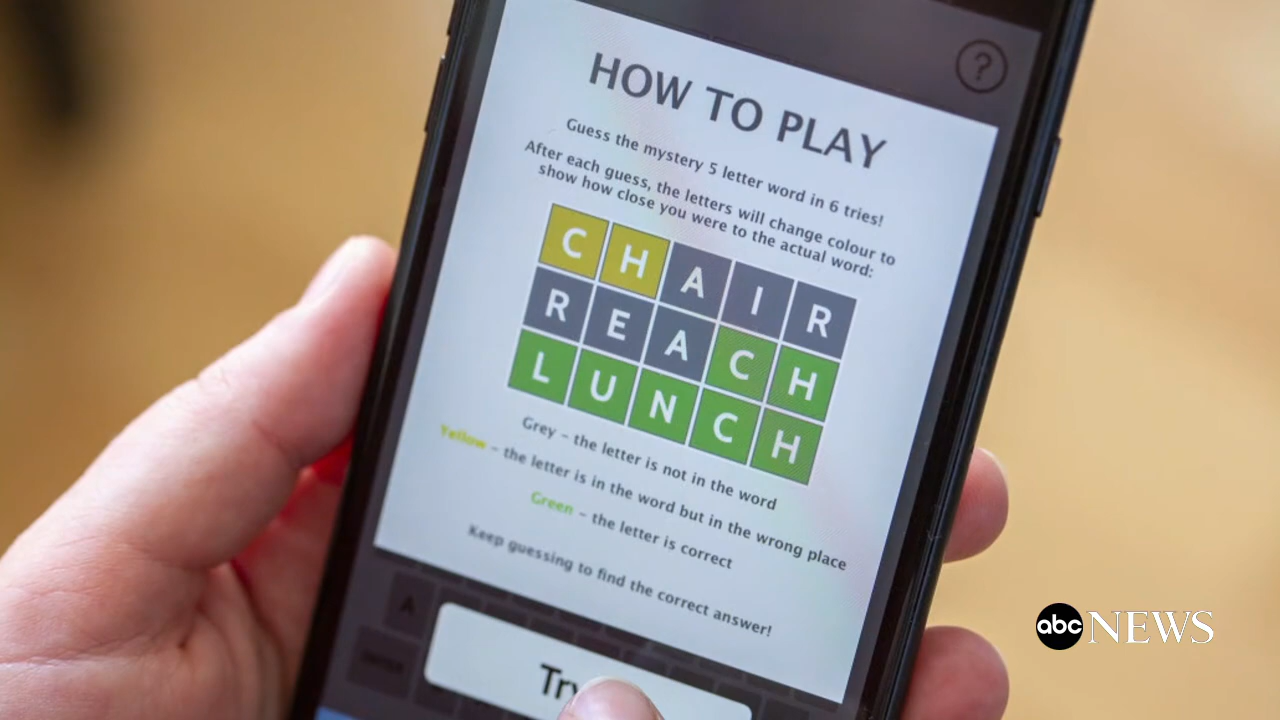 ?
HOW TO PLAY
Guess the mystery 5 letter word in 6 tries!
After each guess, the letters will change colour to
show how close you were to the actual word:
CHAIR
REACH
LUNCH
Grey – the letter is not in the word
Yellow – the letter is in the word but in the wrong place
Green – the letter is correct
Keep guessing to find the correct answer!
A
ENTER
Try
abc NEWS